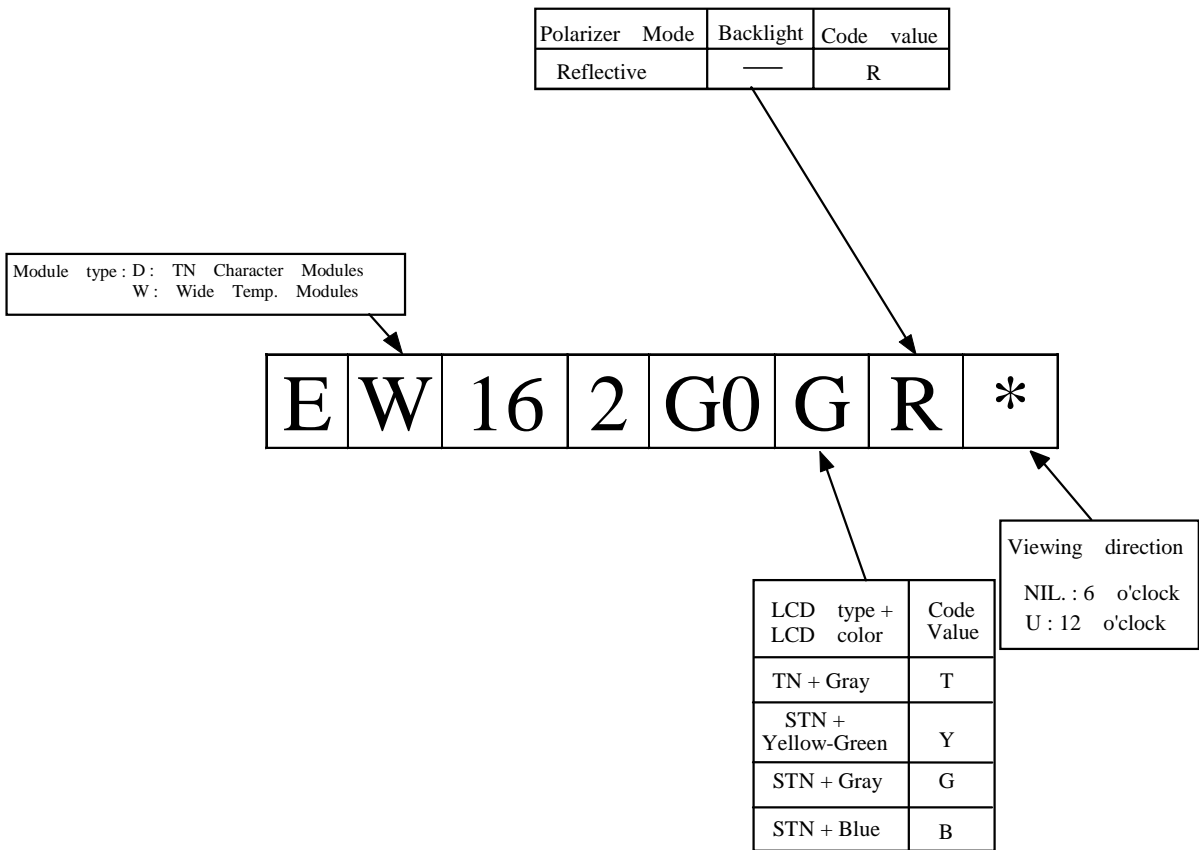 Polarizer Mode Backlight Code value
Reflective — R
Module type : D : TN Character Modules
W : Wide Temp. Modules
E W 16 2 G0 G R *
Viewing direction
NIL. : 6 o'clock
U : 12 o'clock
LCD type + Code
LCD color Value
TN + Gray T
STN +
Yellow-Green Y
STN + Gray G
STN + Blue B